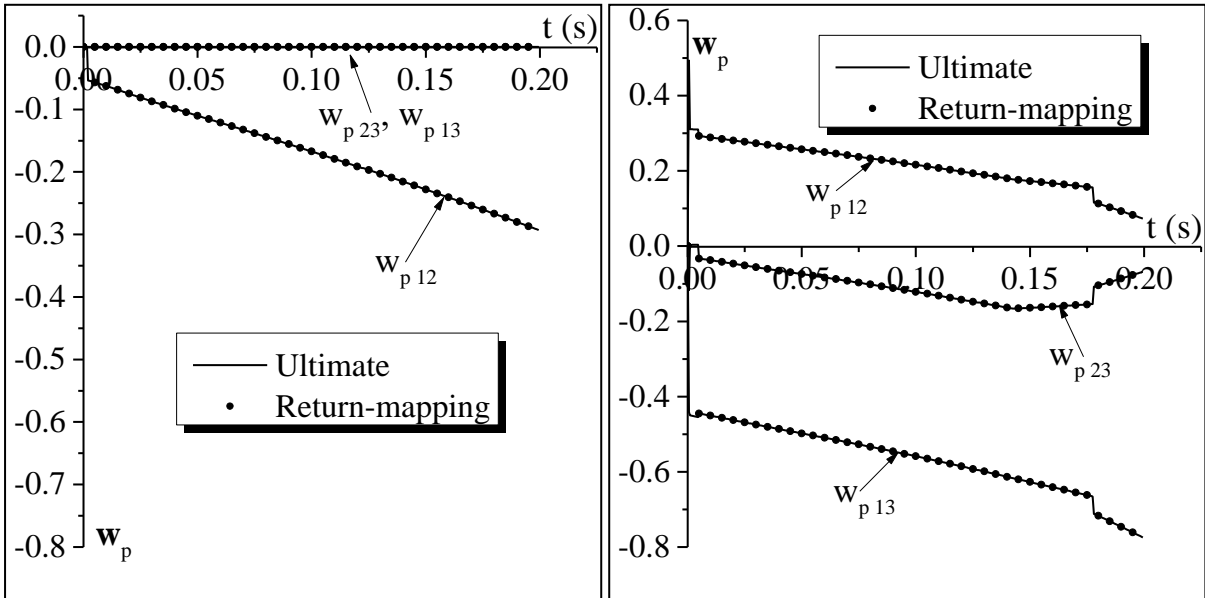 t (s)
0.0
0.00 0.05 0.10 0.15 0.20
-0.1
w p 23, w p 13
-0.2
-0.3
w p 12
-0.4
-0.5
Ultimate
-0.6
Return-mapping
-0.7
w p
-0.8
0.6
w p
Ultimate
Return-mapping
0.4
0.2
w p 12
t (s)
0.0
0.00 0.05 0.10 0.15 0.20
-0.2
w p 23
-0.4
-0.6
w p 13
-0.8